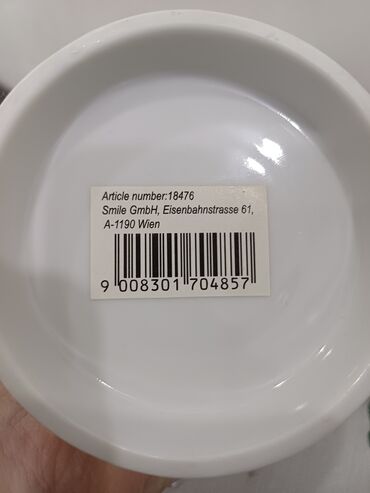 Article number:18476
Smile GmbH, Eisenbahnstrasse 61,
A-1190 Wien
9 008301 704857